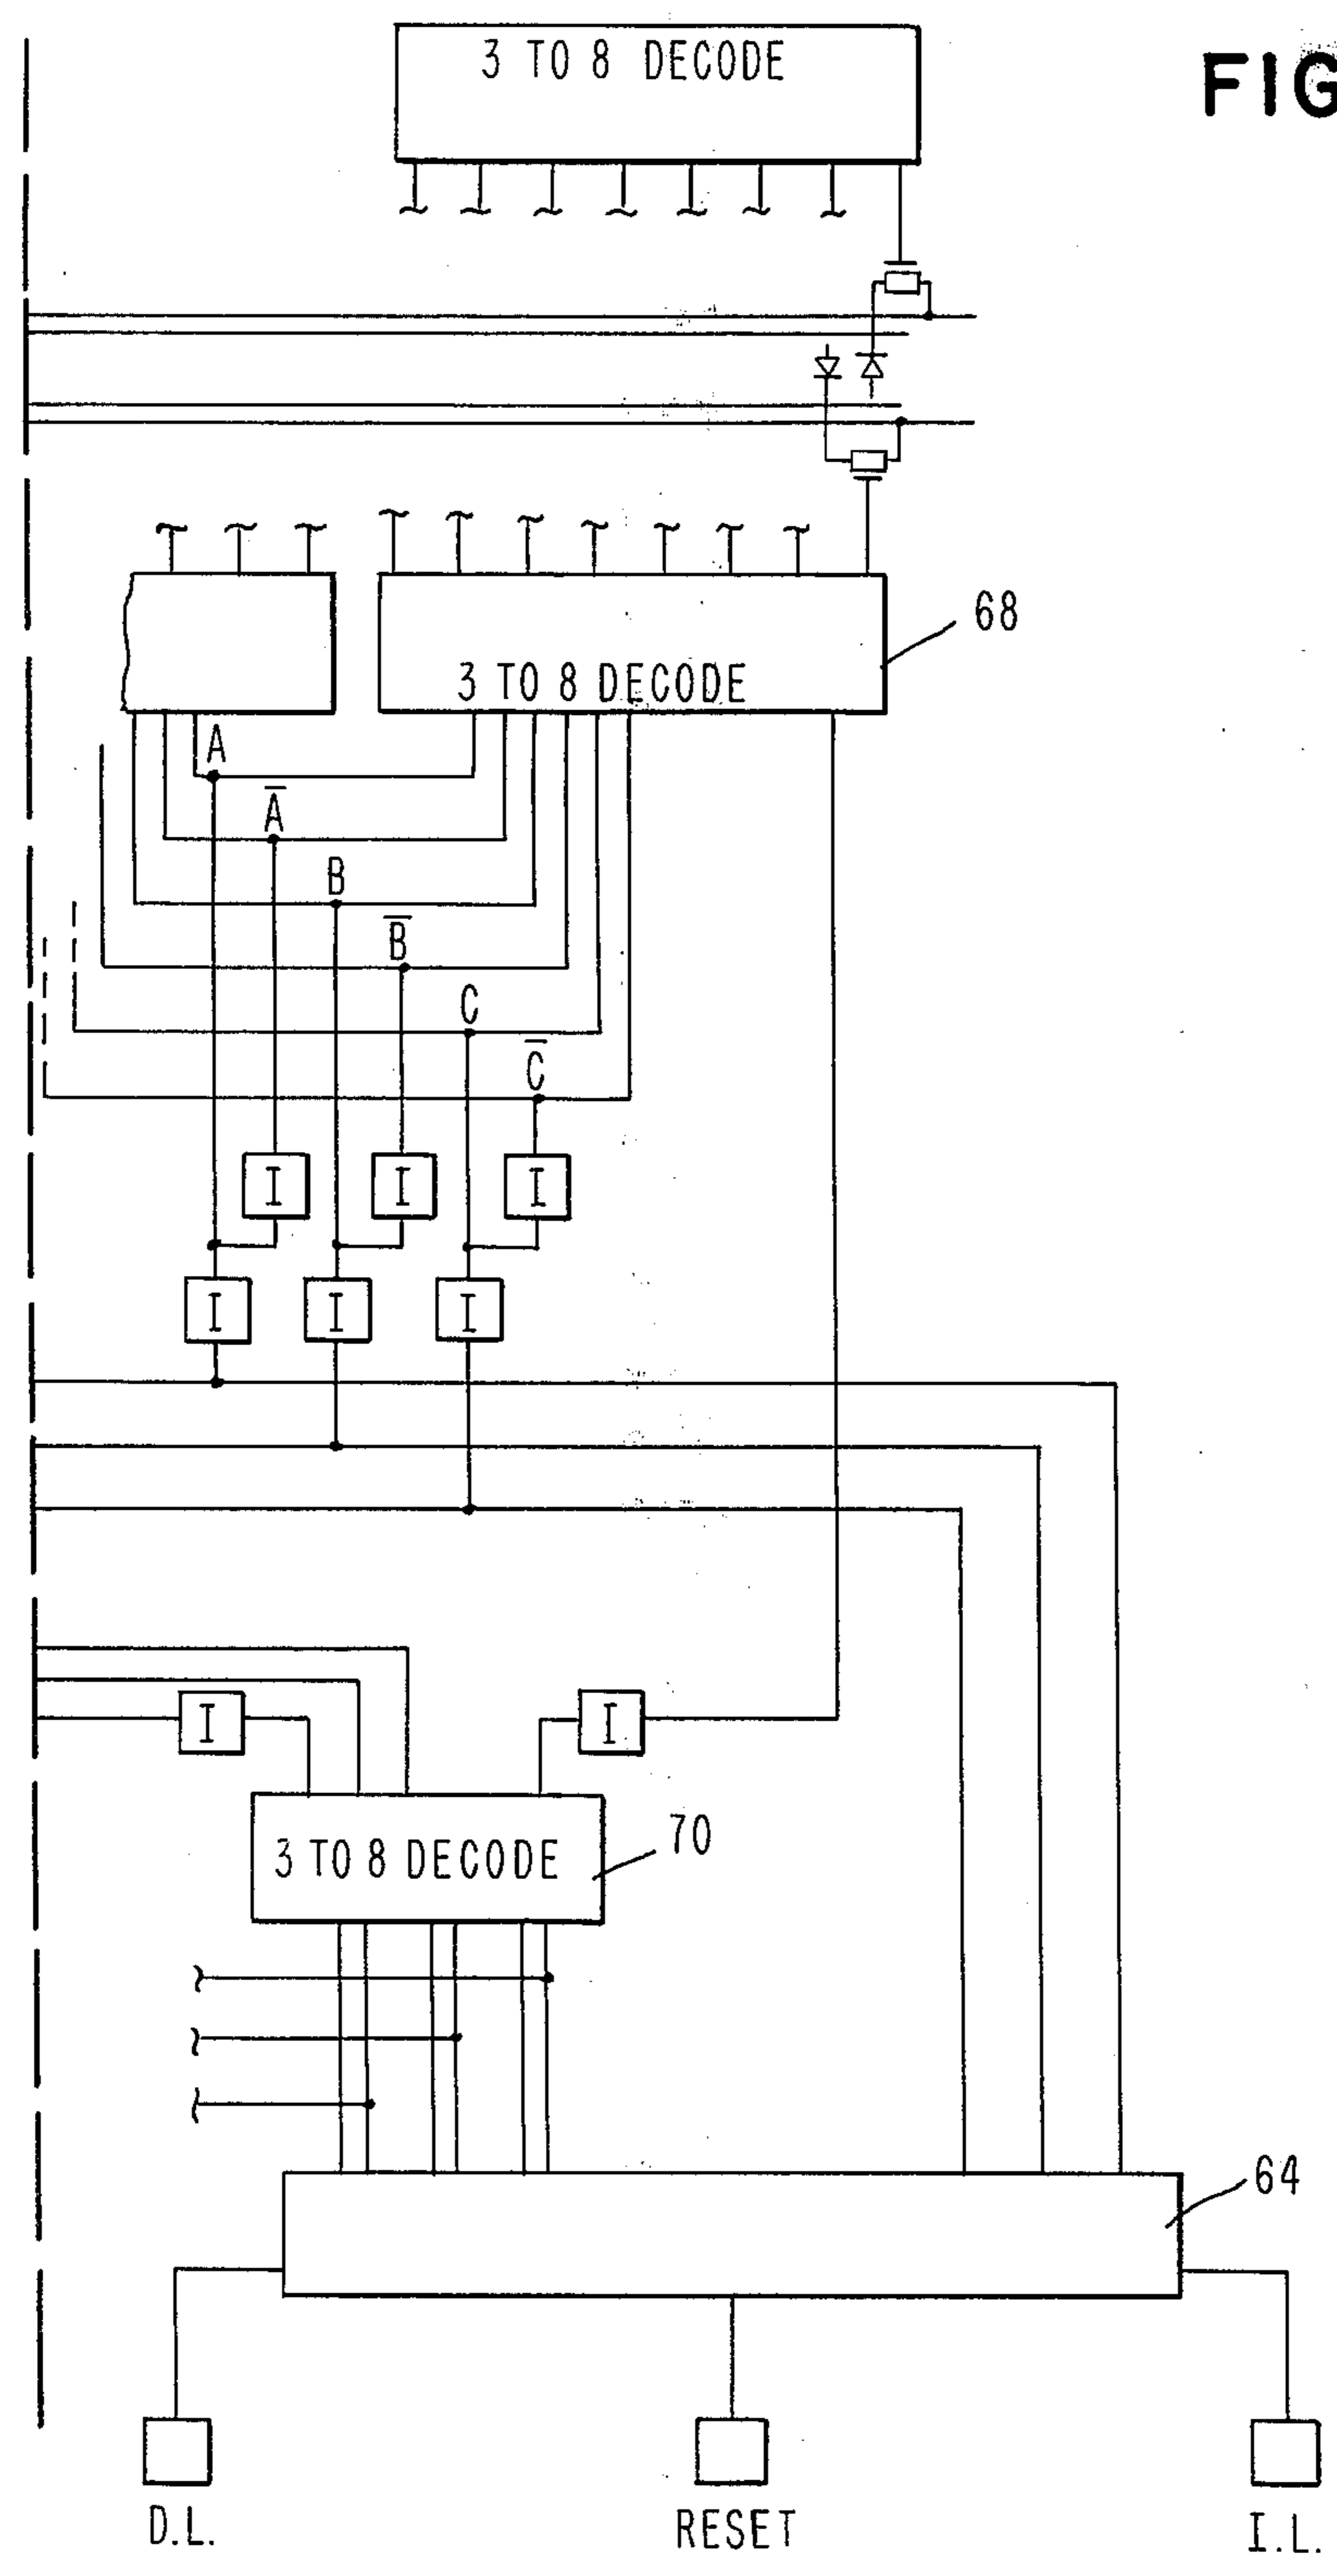 3 TO 8 DECODE
FIG
68
3 TO 8 DECODE
A
A̅
B
B̅
C
C̅
I I I
I I I
I I
3 TO 8 DECODE
70
64
D.L. RESET I.L.